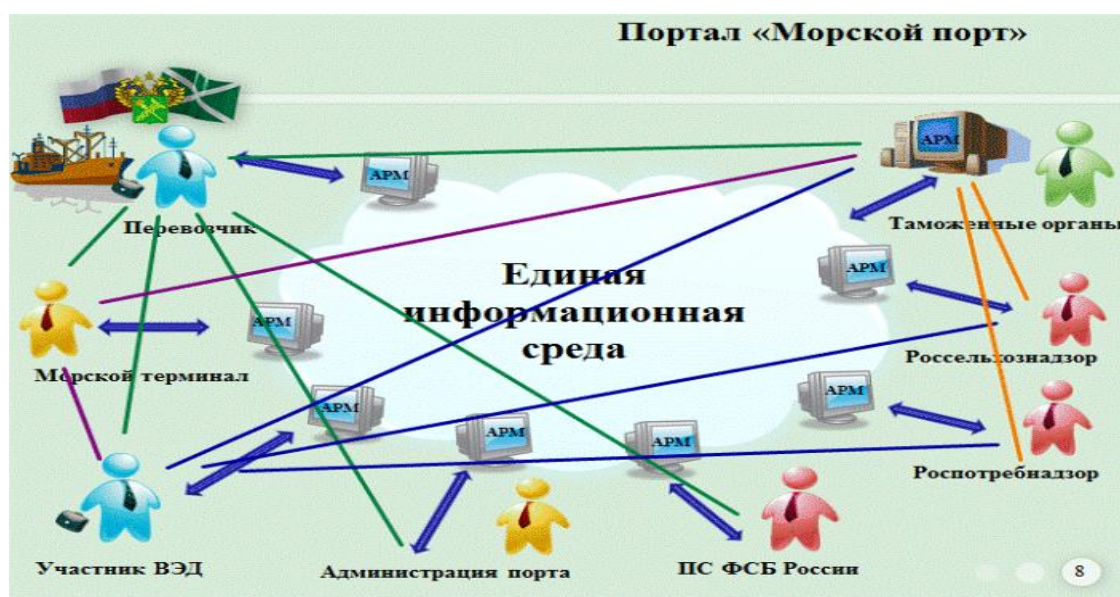 Портал «Морской порт»
АРМ
АРМ
Перевозчик
Таможенные органы
Единая
информационная
среда
АРМ
АРМ
Морской терминал
Россельхознадзор
АРМ
АРМ
АРМ
АРМ
Роспотребнадзор
Участник ВЭД
Администрация порта
ПС ФСБ России
8